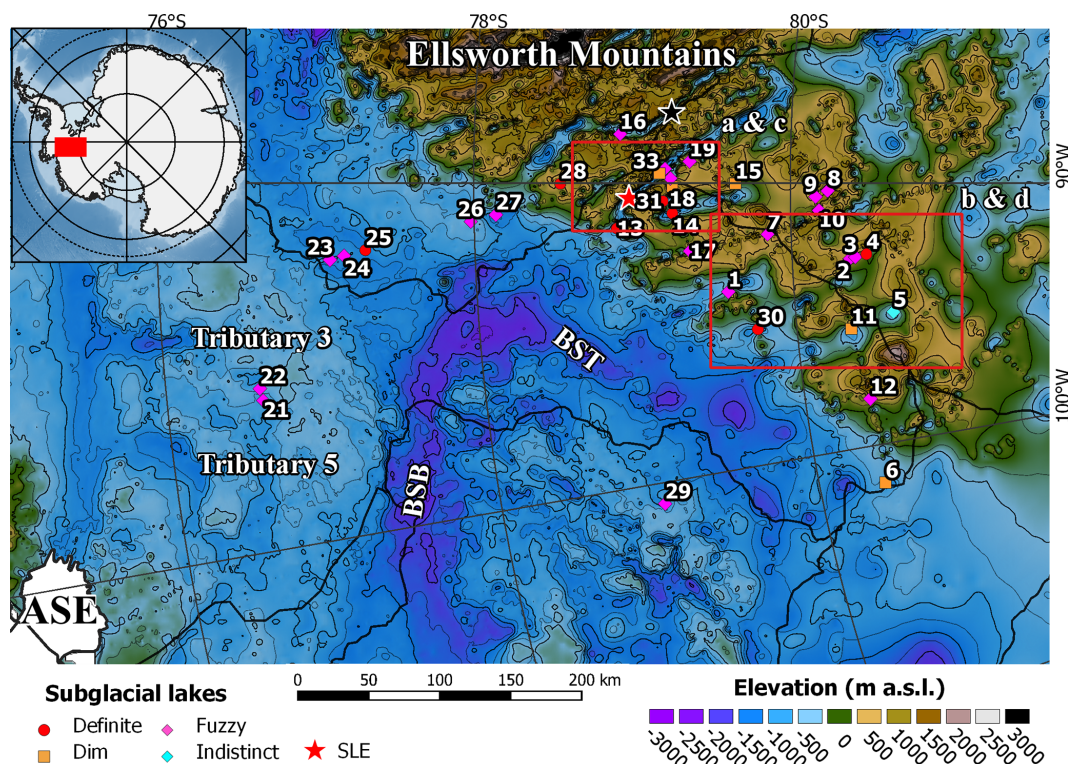 76°S
78°S
80°S
Ellsworth Mountains
a & c
16
33
19
15
28
31
18
9
8
90°W
b & d
26
27
13
14
10
7
17
23
24
25
3
4
2
1
5
30
11
Tributary 3
BST
22
21
12
100°W
Tributary 5
BSB
6
29
ASE
Subglacial lakes
Definite
Fuzzy
Dim
Indistinct
SLE
0 50 100 150 200 km
Elevation (m a.s.l.)
-3000 -2500 -2000 -1500 -1000 -500 0 500 1000 1500 2000 2500 3000